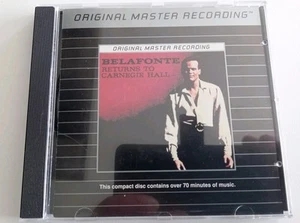 ORIGINAL MASTER RECORDING™
ORIGINAL MASTER RECORDING
BELAFONTE
RETURNS TO
CARNEGIE HALL
This compact disc contains over 70 minutes of music.